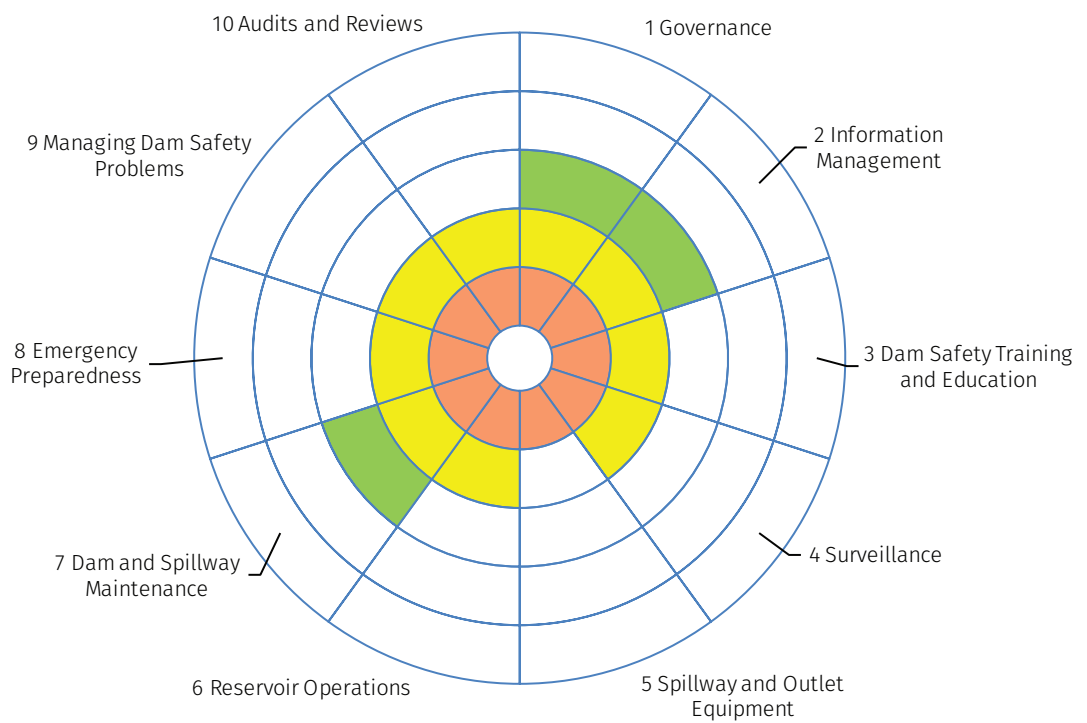 10 Audits and Reviews
1 Governance
9 Managing Dam Safety
Problems
2 Information
Management
8 Emergency
Preparedness
3 Dam Safety Training
and Education
7 Dam and Spillway
Maintenance
4 Surveillance
6 Reservoir Operations
5 Spillway and Outlet
Equipment